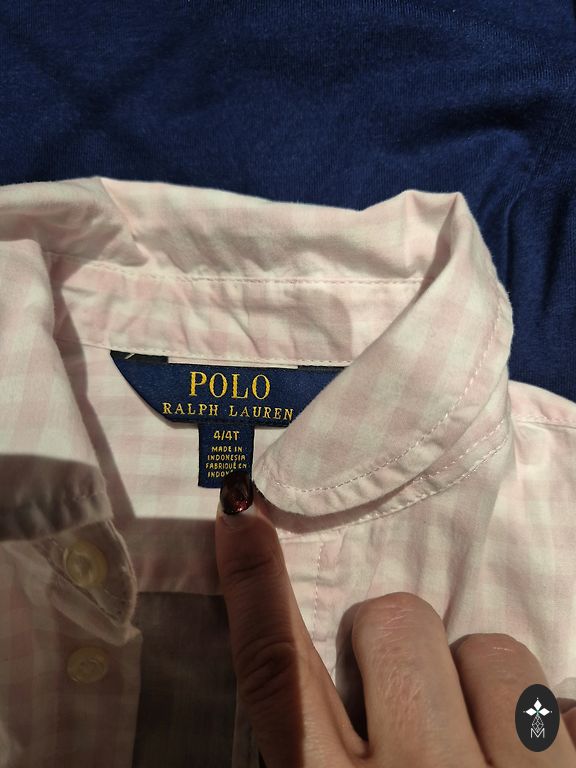 POLO
RALPH LAUREN
4/4T
MADE IN
INDONESIA
FABRIQUÉ EN
M